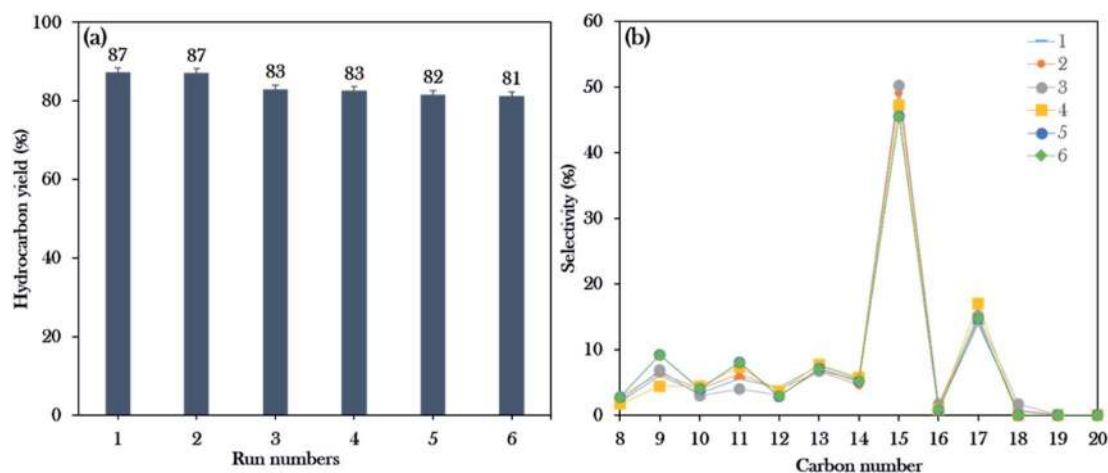 (a)
100
80
60
40
20
0
87 87 83 83 82 81
1 2 3 4 5 6
Run numbers
Hydrocarbon yield (%)
(b)
60
50
40
30
20
10
0
1
2
3
4
5
6
8 9 10 11 12 13 14 15 16 17 18 19 20
Carbon number
Selectivity (%)